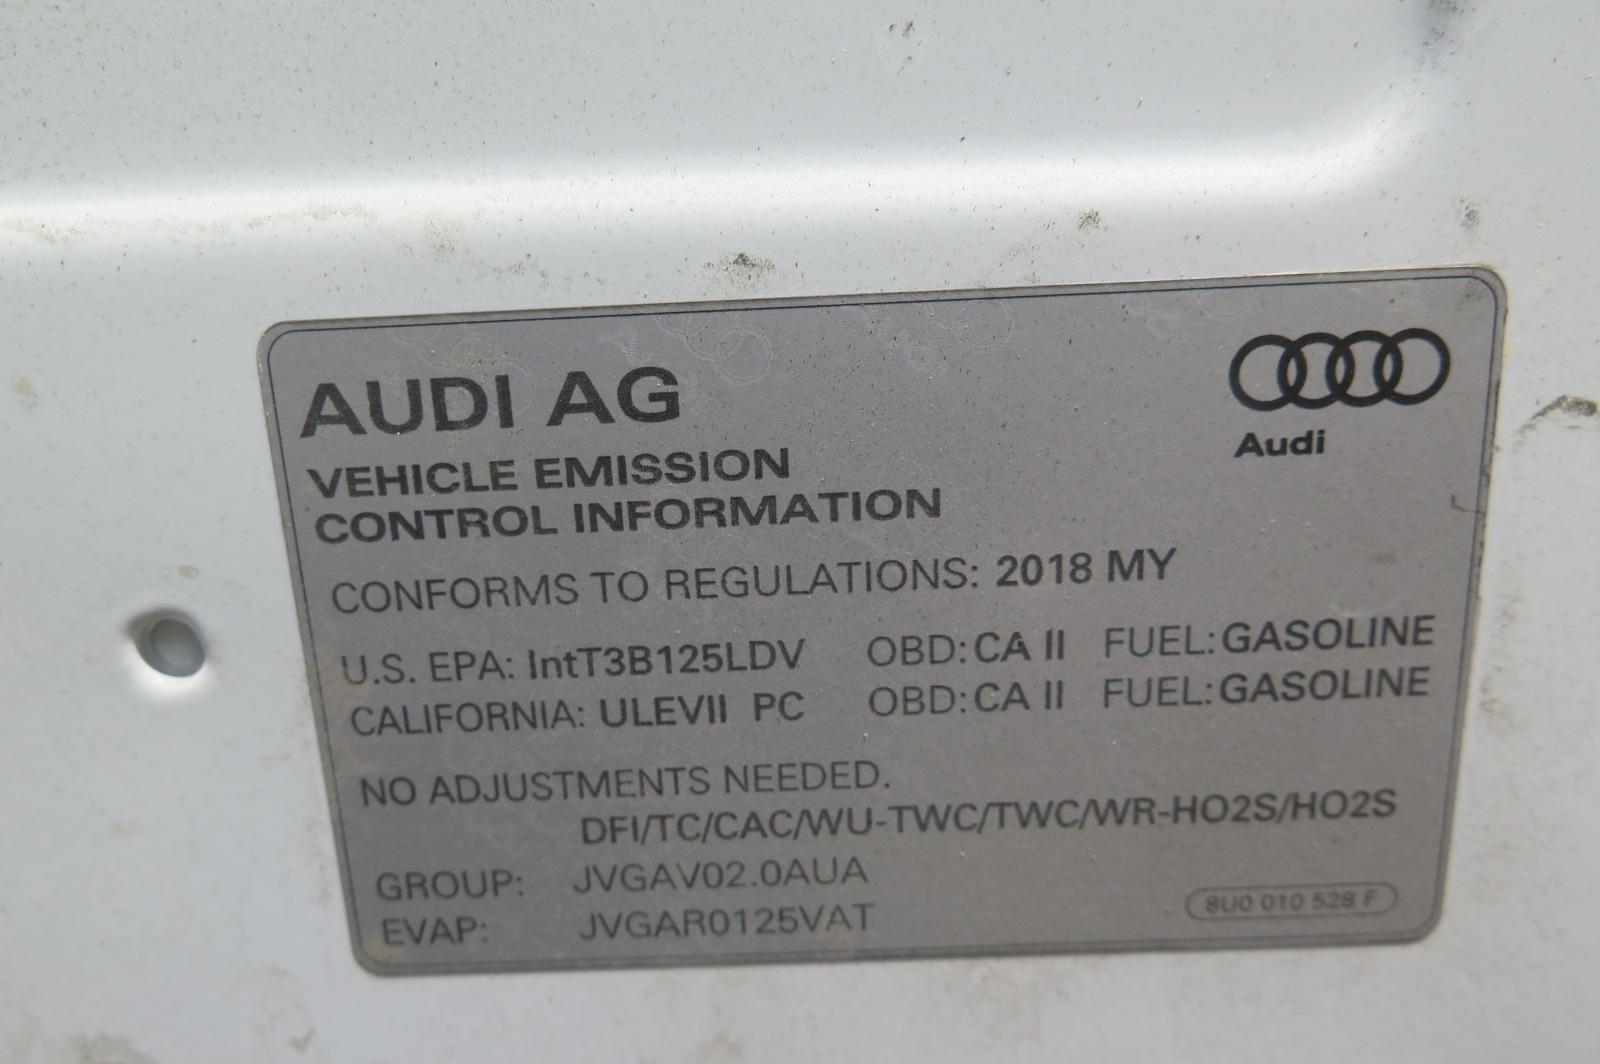 AUDI AG
Audi
VEHICLE EMISSION
CONTROL INFORMATION
CONFORMS TO REGULATIONS: 2018 MY
U.S. EPA: IntT3B125LDV OBD: CA II FUEL: GASOLINE
CALIFORNIA: ULEVII PC OBD: CA II FUEL: GASOLINE
NO ADJUSTMENTS NEEDED.
DFI/TC/CAC/WU-TWC/TWC/WR-HO2S/HO2S
GROUP: JVGAV02.0AUA
EVAP: JVGAR0125VAT
8U0 010 528 F